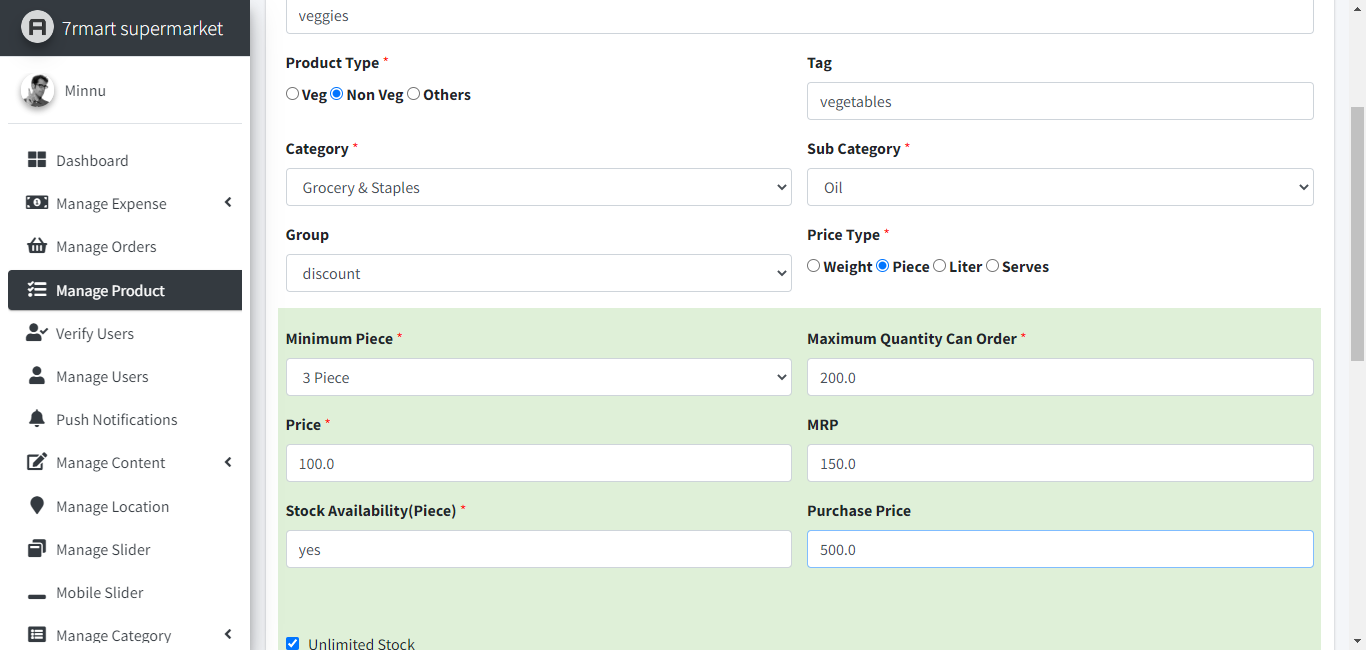 7rmart supermarket
Minnu
Dashboard
Manage Expense
Manage Orders
Manage Product
Verify Users
Manage Users
Push Notifications
Manage Content
Manage Location
Manage Slider
Mobile Slider
Manage Category
veggies
Product Type *
Veg Non Veg Others
Tag
vegetables
Category *
Grocery & Staples
Sub Category *
Oil
Group
discount
Price Type *
Weight Piece Liter Serves
Minimum Piece *
3 Piece
Maximum Quantity Can Order *
200.0
Price *
100.0
MRP
150.0
Stock Availability(Piece) *
yes
Purchase Price
500.0
Unlimited Stock